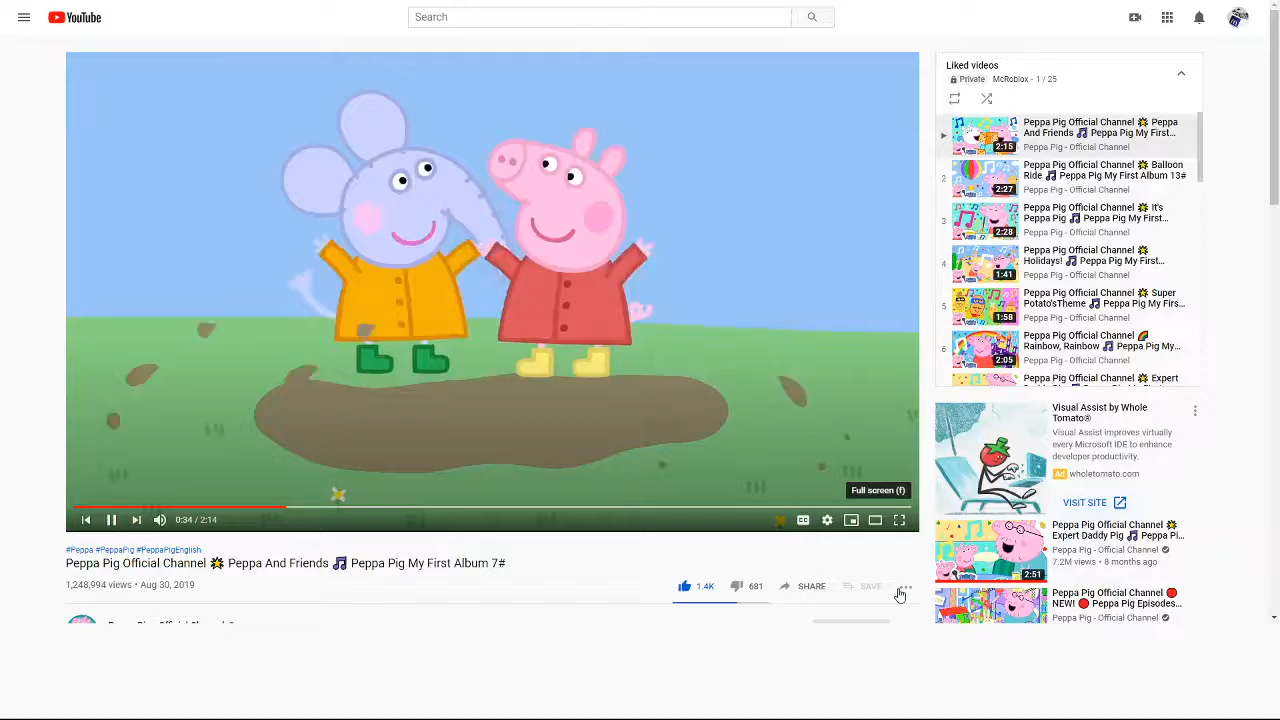 YouTube
Search
Full screen (f)
0:34 / 2:14
#Peppa #PeppaPig #PeppaPigEnglish
Peppa Pig Official Channel 🌟 Peppa And Friends 🎵 Peppa Pig My First Album 7#
1,248,994 views • Aug 30, 2019
1.4K
681
SHARE
SAVE
Liked videos
Private McRoblox - 1 / 25
2:15
Peppa Pig Official Channel 🌟 Peppa
And Friends 🎵 Peppa Pig My First...
Peppa Pig - Official Channel
2
2:27
Peppa Pig Official Channel 🌟 Balloon
Ride 🎵 Peppa Pig My First Album 13#
Peppa Pig - Official Channel
3
2:28
Peppa Pig Official Channel 🌟 It's
Peppa Pig 🎵 Peppa Pig My First...
Peppa Pig - Official Channel
4
1:41
Peppa Pig Official Channel 🌟
Holidays! 🎵 Peppa Pig My First...
Peppa Pig - Official Channel
5
1:58
Peppa Pig Official Channel 🌟 Super
Potato'sTheme 🎵 Peppa Pig My Firs...
Peppa Pig - Official Channel
6
2:05
Peppa Pig Official Channel 🌈
Rainbow, Rainbow 🎵 Peppa Pig My...
Peppa Pig - Official Channel
Peppa Pig Official Channel 🌟 Expert
Visual Assist by Whole
Tomato®
Visual Assist improves virtually
every Microsoft IDE to enhance
developer productivity.
Ad wholetomato.com
VISIT SITE
2:51
Peppa Pig Official Channel 🌟
Expert Daddy Pig 🎵 Peppa Pi...
Peppa Pig - Official Channel
7.2M views • 8 months ago
Peppa Pig Official Channel 🔴
NEW! 🔴 Peppa Pig Episodes...
Peppa Pig - Official Channel